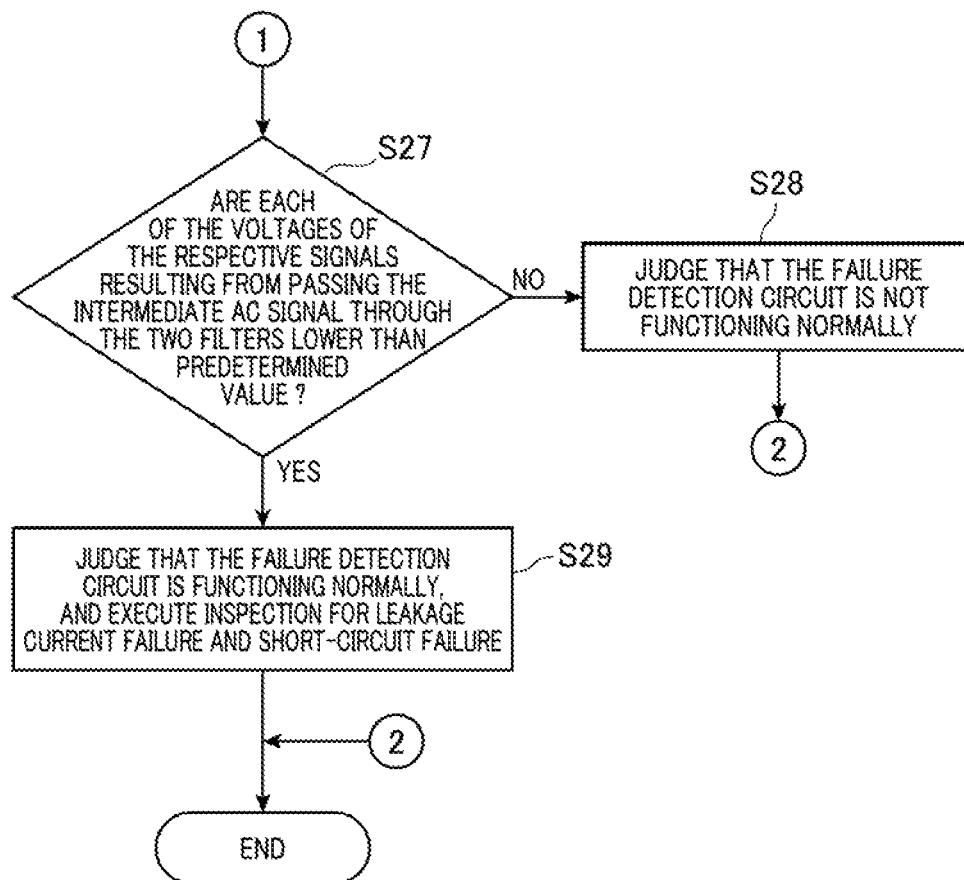 1
S27
ARE EACH
OF THE VOLTAGES OF
THE RESPECTIVE SIGNALS
RESULTING FROM PASSING THE
INTERMEDIATE AC SIGNAL THROUGH
THE TWO FILTERS LOWER THAN
PREDETERMINED
VALUE ?
NO
S28
JUDGE THAT THE FAILURE
DETECTION CIRCUIT IS NOT
FUNCTIONING NORMALLY
2
YES
S29
JUDGE THAT THE FAILURE DETECTION
CIRCUIT IS FUNCTIONING NORMALLY,
AND EXECUTE INSPECTION FOR LEAKAGE
CURRENT FAILURE AND SHORT-CIRCUIT FAILURE
2
END